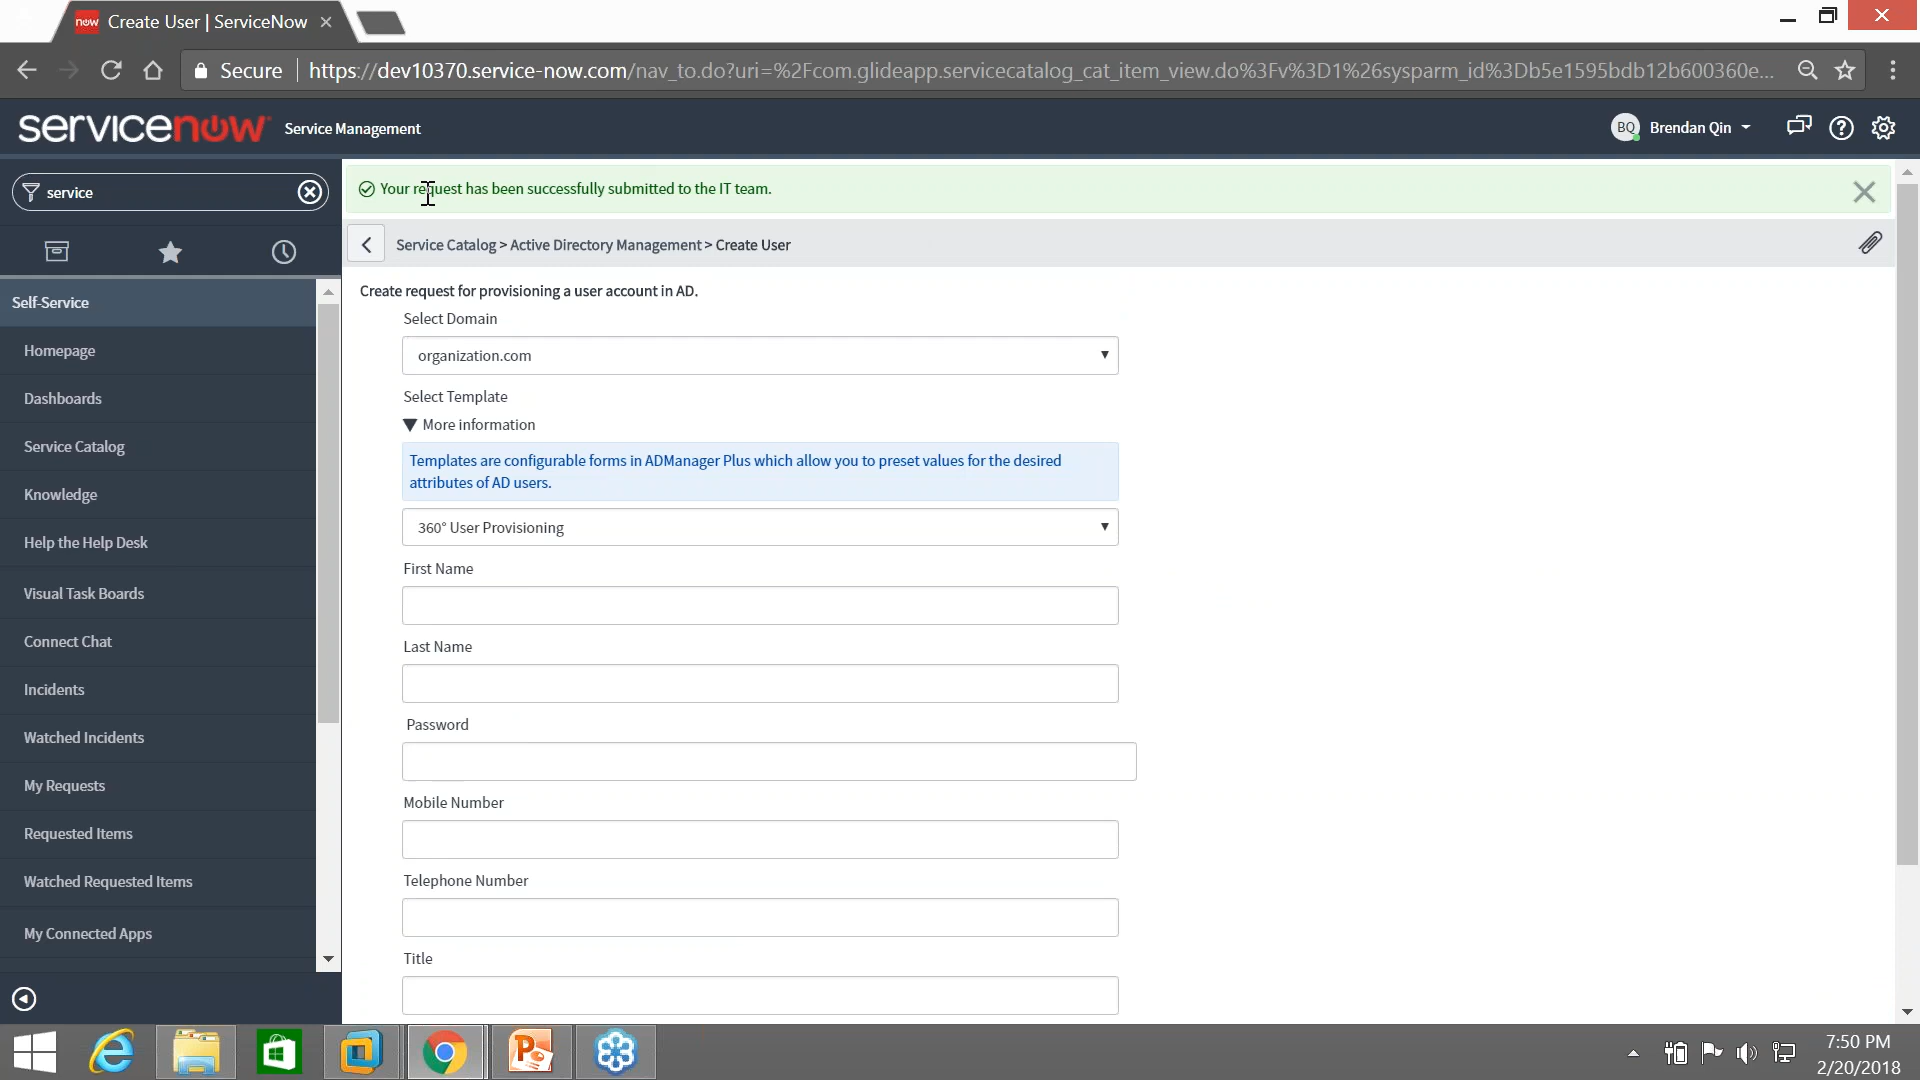 now Create User | ServiceNow
Secure https://dev10370.service-now.com/nav_to.do?uri=%2Fcom.glideapp.servicecatalog_cat_item_view.do%3Fv%3D1%26sysparm_id%3Db5e1595bdb12b600360e...
servicenow Service Management
BQ Brendan Qin
service
Your request has been successfully submitted to the IT team.
Service Catalog > Active Directory Management > Create User
Self-Service
Homepage
Dashboards
Service Catalog
Knowledge
Help the Help Desk
Visual Task Boards
Connect Chat
Incidents
Watched Incidents
My Requests
Requested Items
Watched Requested Items
My Connected Apps
Create request for provisioning a user account in AD.
Select Domain
organization.com
Select Template
More information
Templates are configurable forms in ADManager Plus which allow you to preset values for the desired
attributes of AD users.
360° User Provisioning
First Name
Last Name
Password
Mobile Number
Telephone Number
Title
7:50 PM
2/20/2018